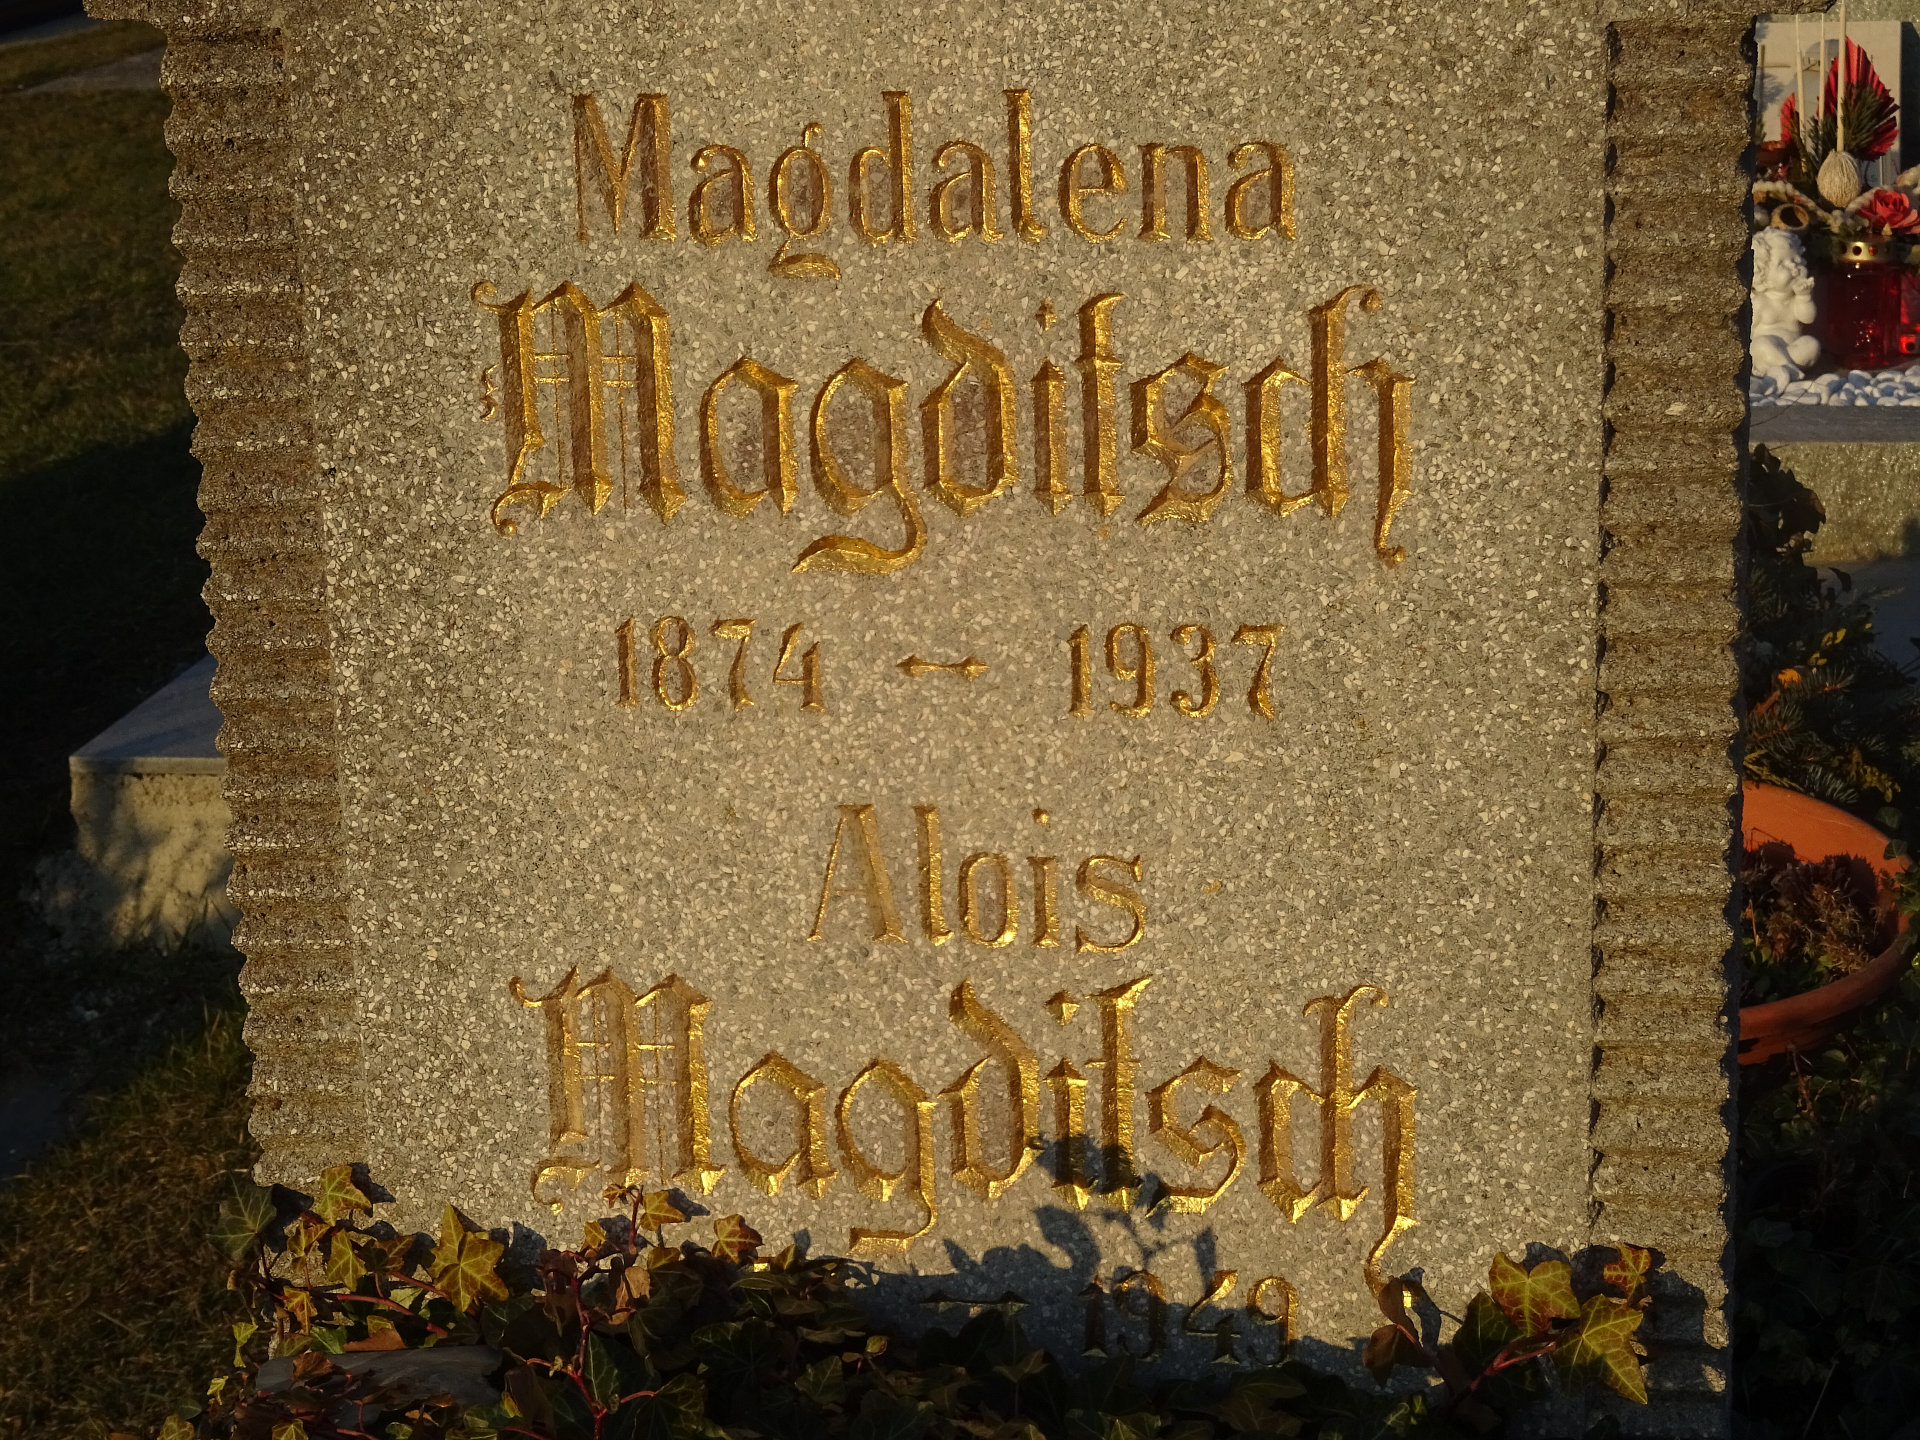 Magdalena
Magditsch
1874 - 1937
Alois
Magditsch
- 1949